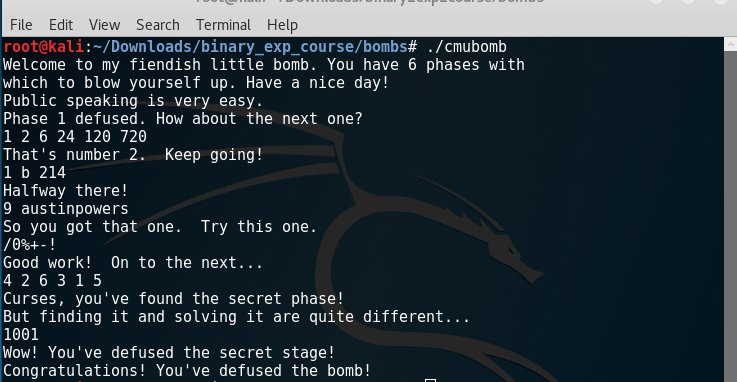 File Edit View Search Terminal Help
root@kali:~/Downloads/binary_exp_course/bombs# ./cmubomb
Welcome to my fiendish little bomb. You have 6 phases with
which to blow yourself up. Have a nice day!
Public speaking is very easy.
Phase 1 defused. How about the next one?
1 2 6 24 120 720
That's number 2.  Keep going!
1 b 214
Halfway there!
9 austinpowers
So you got that one.  Try this one.
/0%+-!
Good work!  On to the next...
4 2 6 3 1 5
Curses, you've found the secret phase!
But finding it and solving it are quite different...
1001
Wow! You've defused the secret stage!
Congratulations! You've defused the bomb!